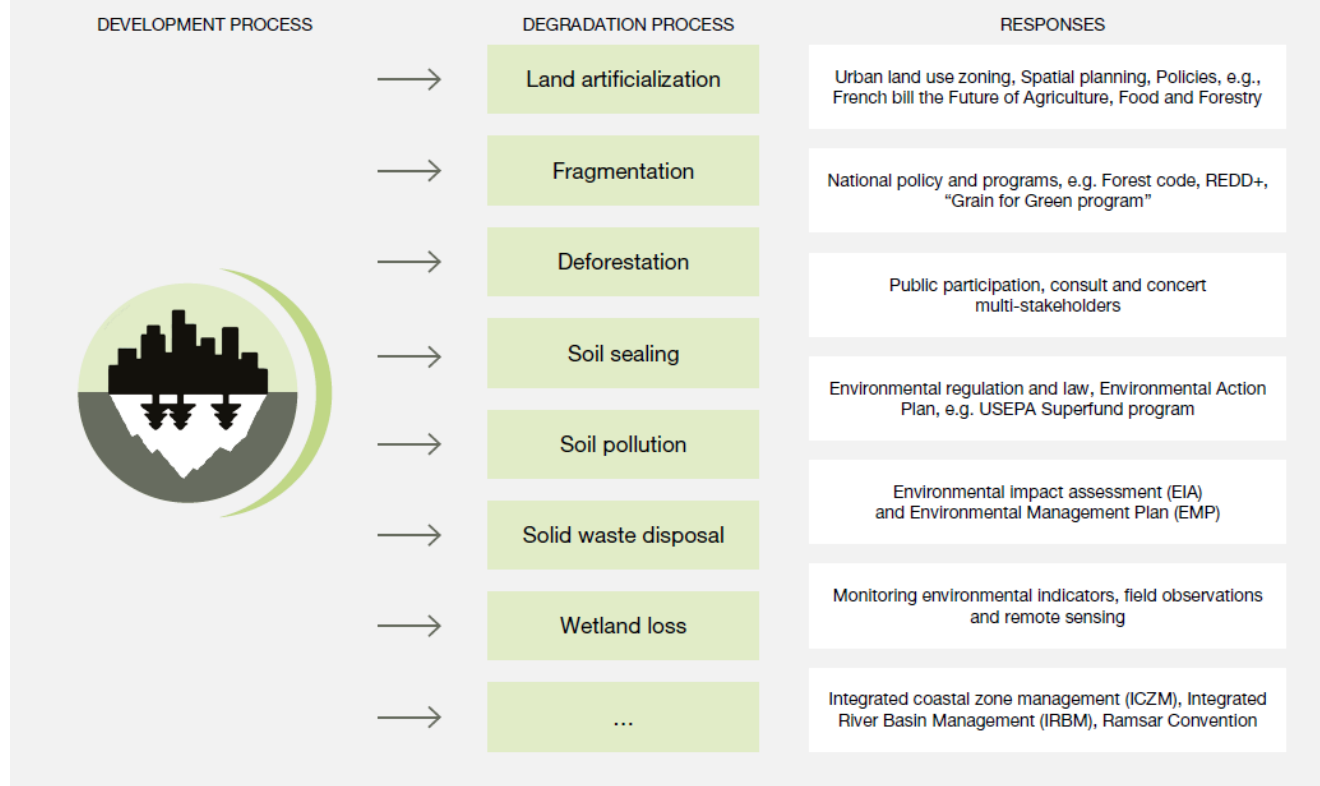 DEVELOPMENT PROCESS
DEGRADATION PROCESS
RESPONSES
Land artificialization
Urban land use zoning, Spatial planning, Policies, e.g.,
French bill the Future of Agriculture, Food and Forestry
Fragmentation
National policy and programs, e.g. Forest code, REDD+,
“Grain for Green program”
Deforestation
Public participation, consult and concert
multi-stakeholders
Soil sealing
Environmental regulation and law, Environmental Action
Plan, e.g. USEPA Superfund program
Soil pollution
Environmental impact assessment (EIA)
and Environmental Management Plan (EMP)
Solid waste disposal
Monitoring environmental indicators, field observations
and remote sensing
Wetland loss
Integrated coastal zone management (ICZM), Integrated
River Basin Management (IRBM), Ramsar Convention
...